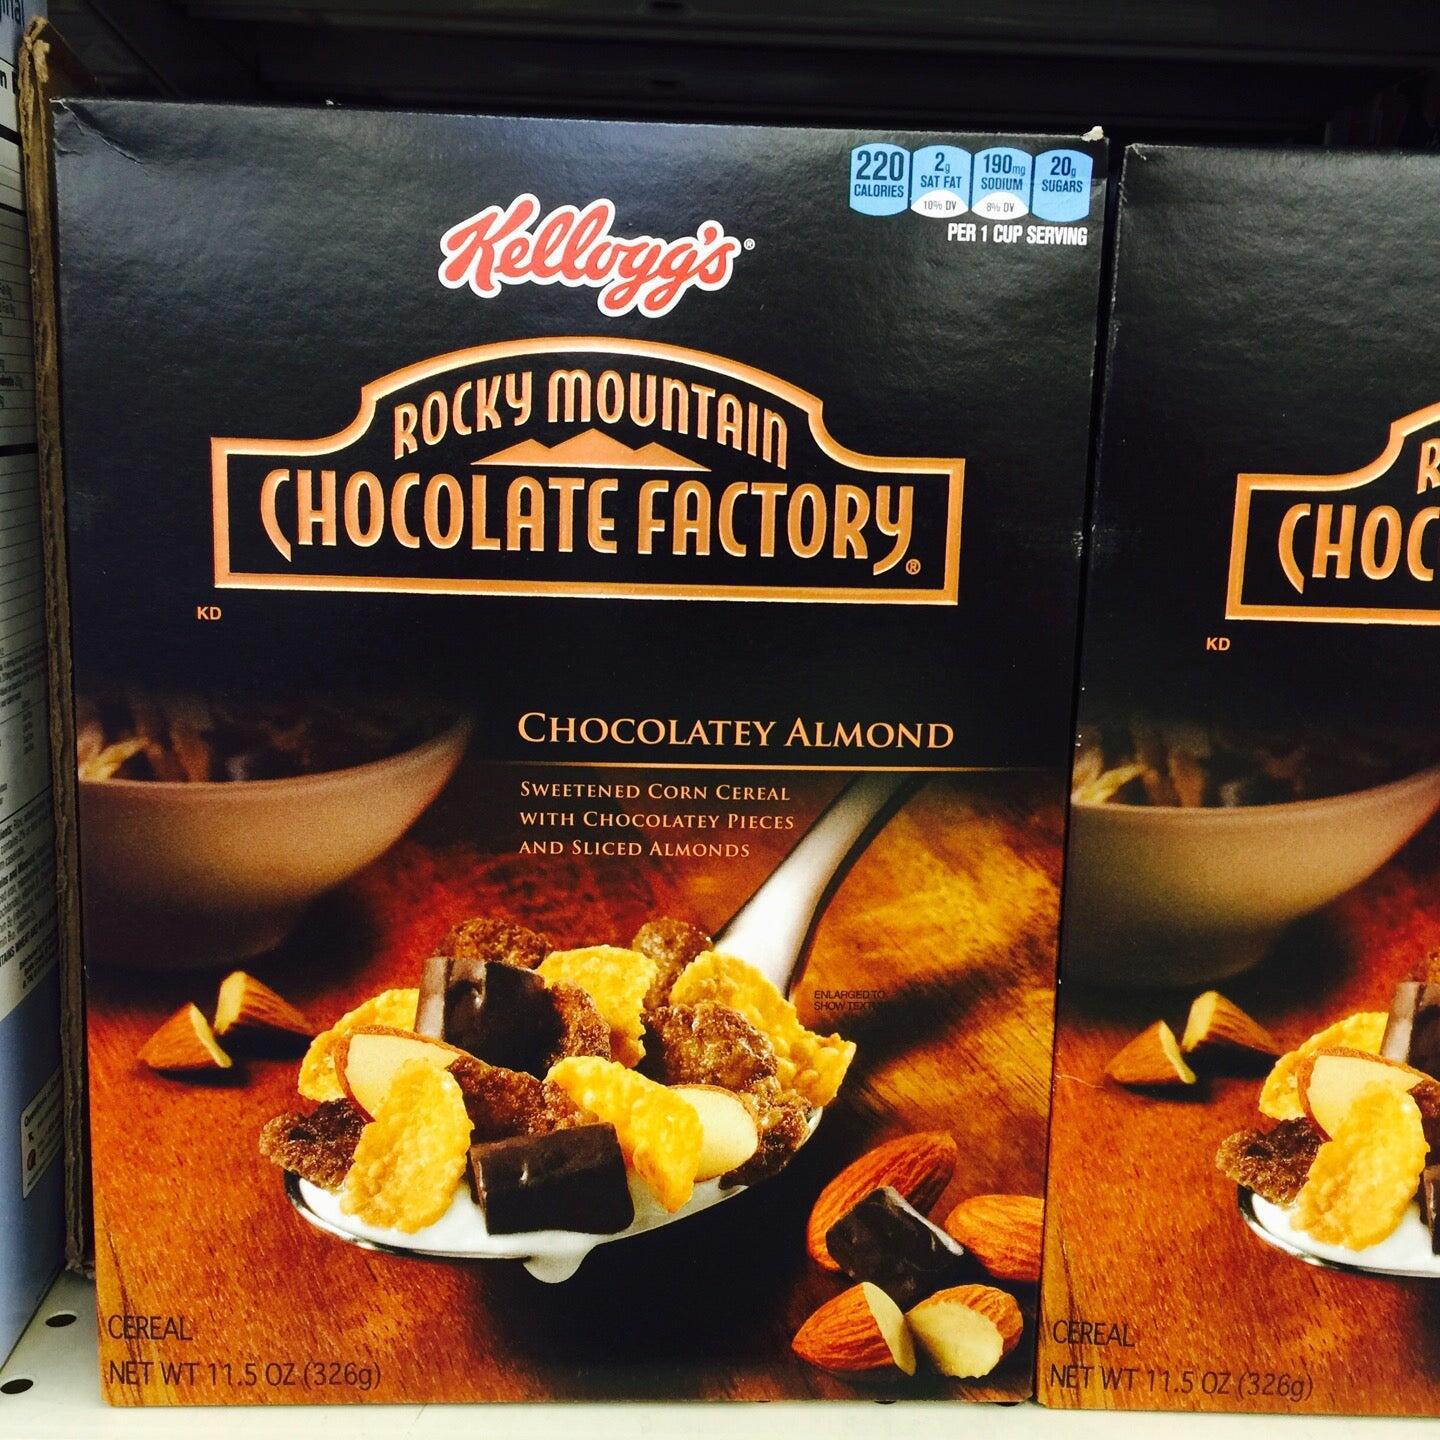 Kellogg's®
220 CALORIES
2g SAT FAT 10% DV
190mg SODIUM 8% DV
20g SUGARS
PER 1 CUP SERVING
ROCKY MOUNTAIN
CHOCOLATE FACTORY®
KD
CHOCOLATEY ALMOND
SWEETENED CORN CEREAL
WITH CHOCOLATEY PIECES
AND SLICED ALMONDS
ENLARGED TO
SHOW TEXTURE
CEREAL
NET WT 11.5 OZ (326g)
R
CHOC
KD
CEREAL
NET WT 11.5 OZ (326g)